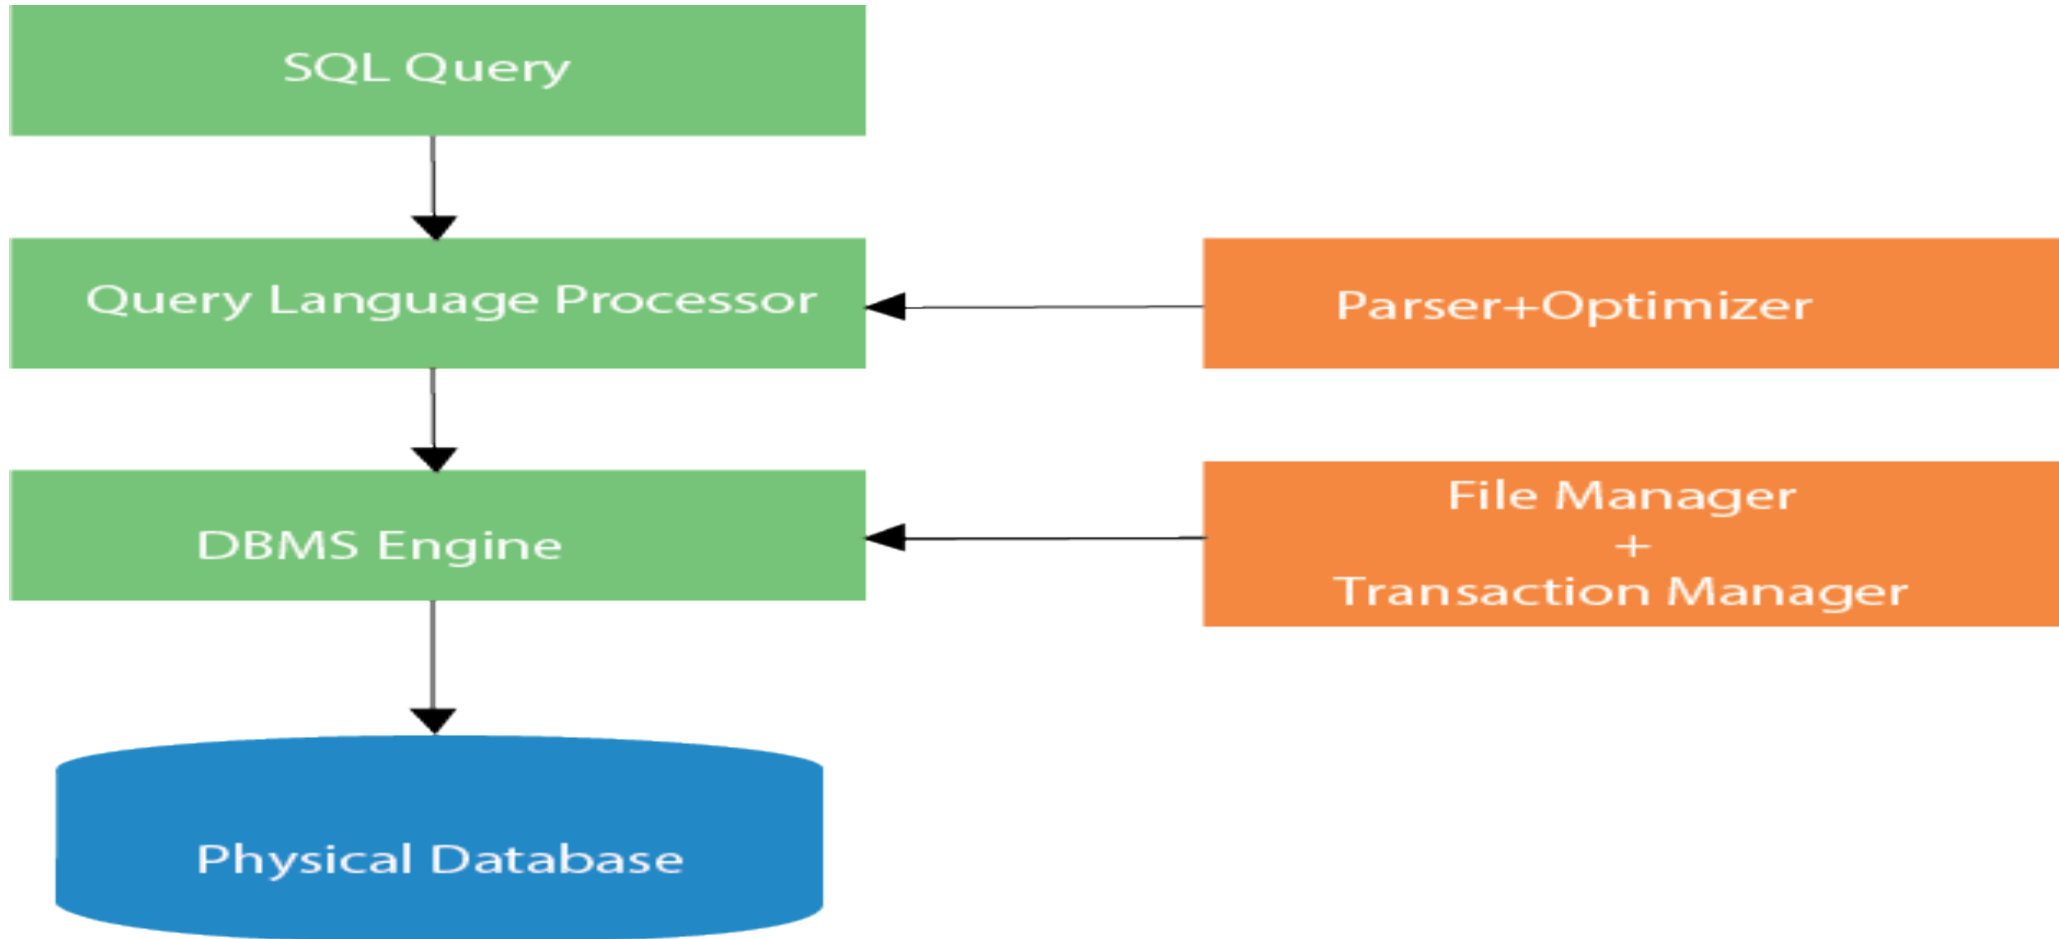 SQL Query
Query Language Processor
Parser+Optimizer
DBMS Engine
File Manager
+
Transaction Manager
Physical Database